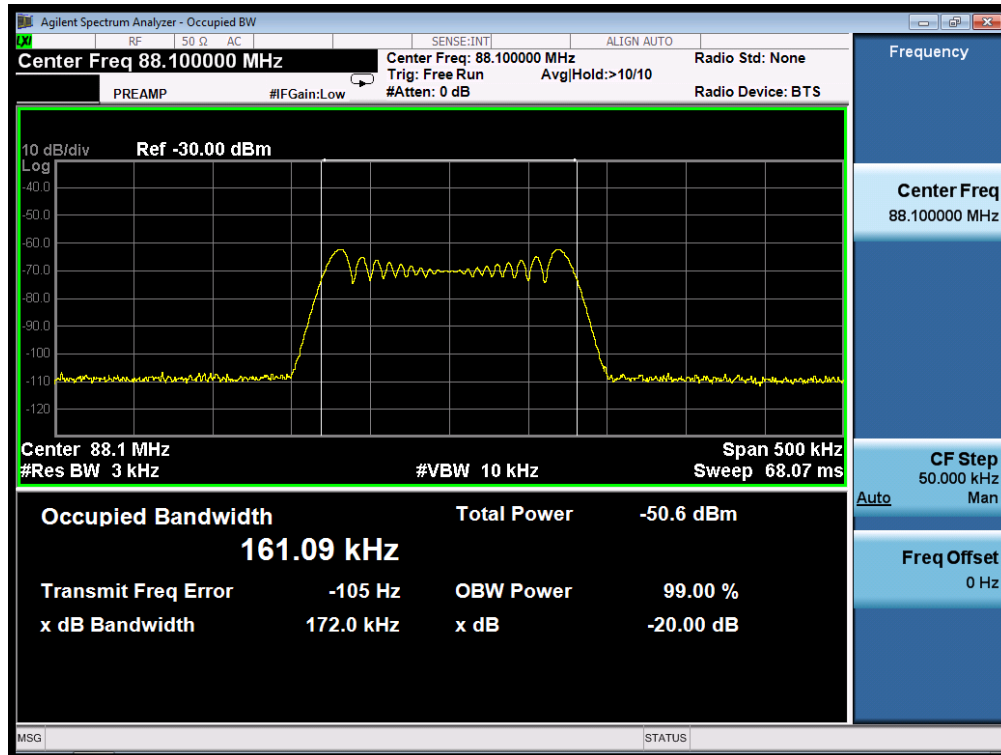 Agilent Spectrum Analyzer - Occupied BW
LXI RF 50 Ω AC SENSE:INT ALIGN AUTO
Center Freq 88.100000 MHz
Center Freq: 88.100000 MHz Radio Std: None
Trig: Free Run Avg|Hold:>10/10
PREAMP #IFGain:Low #Atten: 0 dB Radio Device: BTS
10 dB/div Ref -30.00 dBm
Log
-40.0
-50.0
-60.0
-70.0
-80.0
-90.0
-100
-110
-120
Center 88.1 MHz Span 500 kHz
#Res BW 3 kHz #VBW 10 kHz Sweep 68.07 ms
Occupied Bandwidth Total Power -50.6 dBm
161.09 kHz
Transmit Freq Error -105 Hz OBW Power 99.00 %
x dB Bandwidth 172.0 kHz x dB -20.00 dB
MSG STATUS
Frequency
Center Freq
88.100000 MHz
CF Step
50.000 kHz
Auto Man
Freq Offset
0 Hz